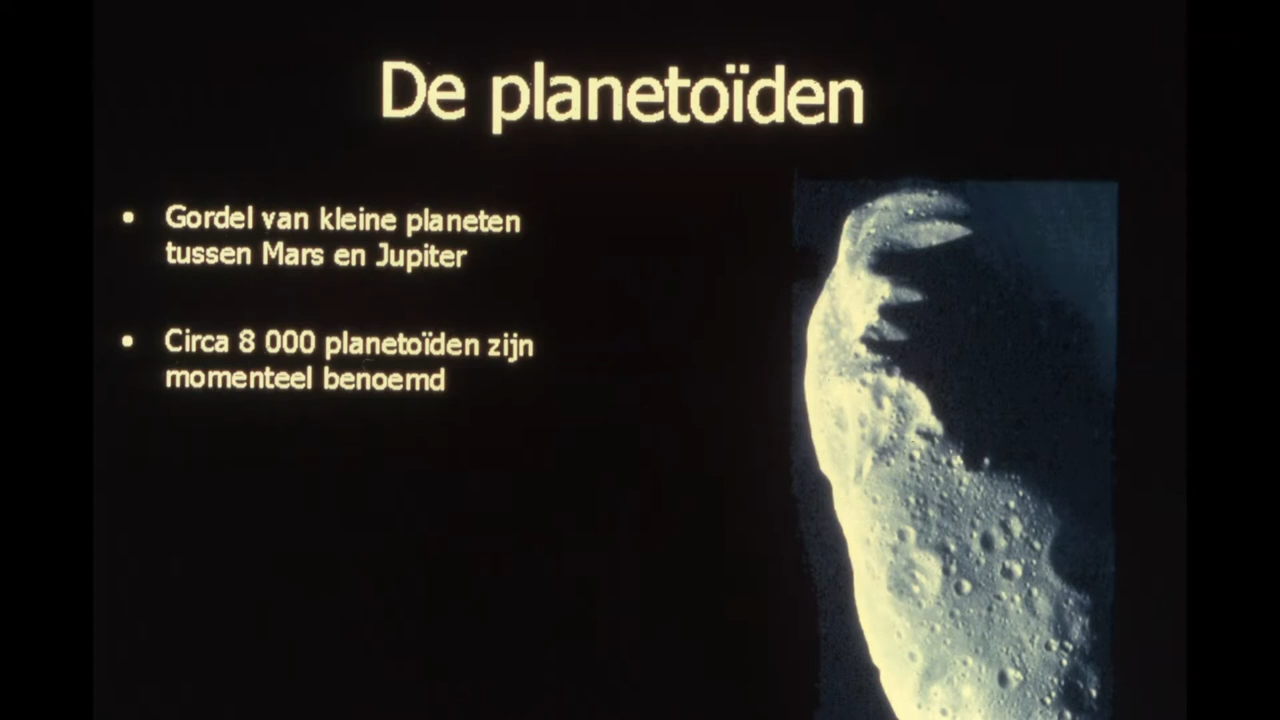 De planetoïden
• Gordel van kleine planeten
tussen Mars en Jupiter
• Circa 8 000 planetoïden zijn
momenteel benoemd